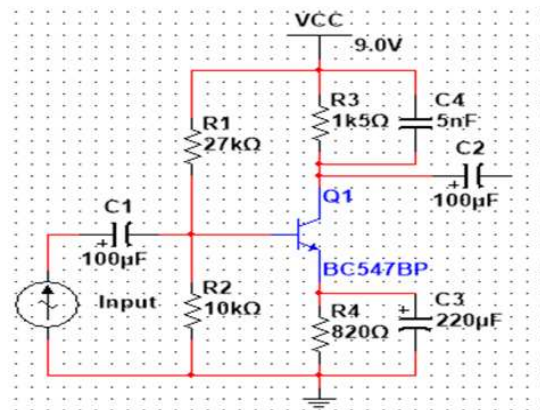 VCC
9.0V
R3
1k5Ω
C4
5nF
R1
27kΩ
C2
100µF
Q1
C1
100µF
BC547BP
Input
R2
10kΩ
R4
820Ω
C3
220µF